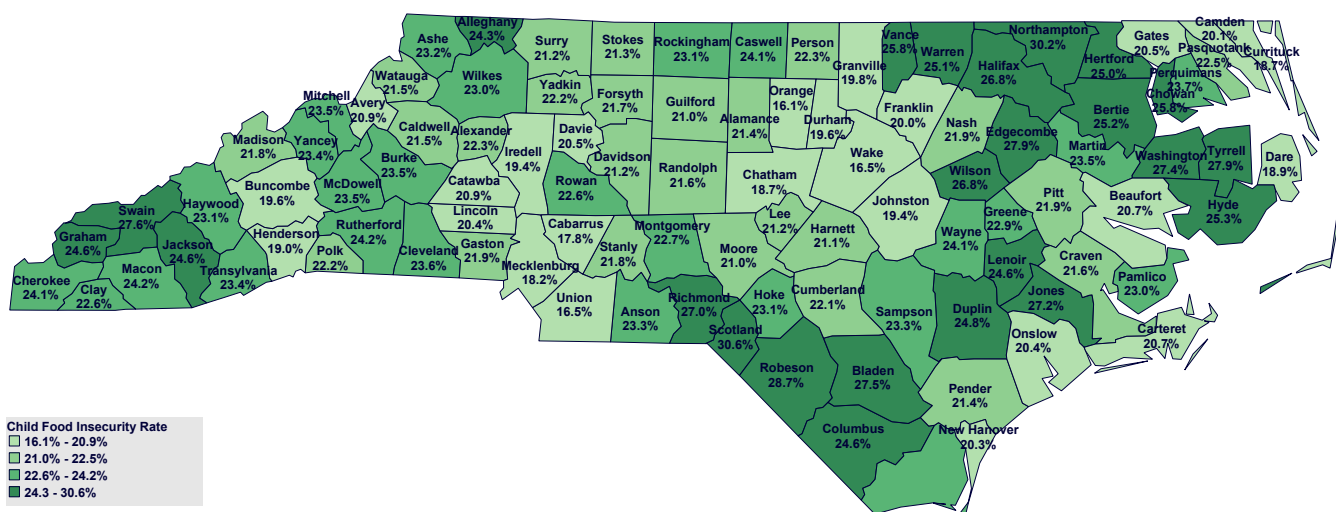 Alleghany
24.3%
Ashe
23.2%
Surry
21.2%
Stokes
21.3%
Rockingham
23.1%
Caswell
24.1%
Person
22.3%
Granville
19.8%
Vance
25.8%
Warren
25.1%
Northampton
30.2%
Halifax
26.8%
Hertford
25.0%
Gates
20.5%
Camden
20.1%
Pasquotank
22.5%
Currituck
18.7%
Perquimans
23.7%
Chowan
25.8%
Bertie
25.2%
Watauga
21.5%
Wilkes
23.0%
Yadkin
22.2%
Forsyth
21.7%
Guilford
21.0%
Alamance
21.4%
Orange
16.1%
Durham
19.6%
Franklin
20.0%
Nash
21.9%
Edgecombe
27.9%
Martin
23.5%
Washington
27.4%
Tyrrell
27.9%
Dare
18.9%
Mitchell
23.5%
Avery
20.9%
Caldwell
21.5%
Alexander
22.3%
Iredell
19.4%
Davie
20.5%
Davidson
21.2%
Randolph
21.6%
Chatham
18.7%
Wake
16.5%
Wilson
26.8%
Pitt
21.9%
Beaufort
20.7%
Hyde
25.3%
Madison
21.8%
Yancey
23.4%
Burke
23.5%
McDowell
23.5%
Catawba
20.9%
Rowan
22.6%
Johnston
19.4%
Greene
22.9%
Wayne
24.1%
Lenoir
24.6%
Craven
21.6%
Pamlico
23.0%
Jones
27.2%
Buncombe
19.6%
Haywood
23.1%
Swain
27.6%
Graham
24.6%
Jackson
24.6%
Henderson
19.0%
Polk
22.2%
Rutherford
24.2%
Cleveland
23.6%
Lincoln
20.4%
Gaston
21.9%
Cabarrus
17.8%
Stanly
21.8%
Montgomery
22.7%
Moore
21.0%
Lee
21.2%
Harnett
21.1%
Cherokee
24.1%
Clay
22.6%
Macon
24.2%
Transylvania
23.4%
Mecklenburg
18.2%
Union
16.5%
Anson
23.3%
Richmond
27.0%
Scotland
30.6%
Hoke
23.1%
Cumberland
22.1%
Sampson
23.3%
Duplin
24.8%
Onslow
20.4%
Carteret
20.7%
Robeson
28.7%
Bladen
27.5%
Pender
21.4%
Columbus
24.6%
New Hanover
20.3%
Child Food Insecurity Rate
16.1% - 20.9%
21.0% - 22.5%
22.6% - 24.2%
24.3 - 30.6%